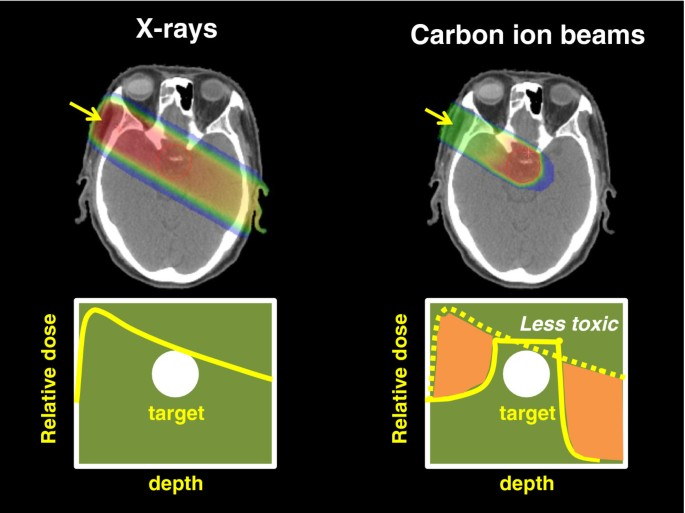 X-rays
Carbon ion beams
Relative dose
target
depth
Relative dose
Less toxic
target
depth